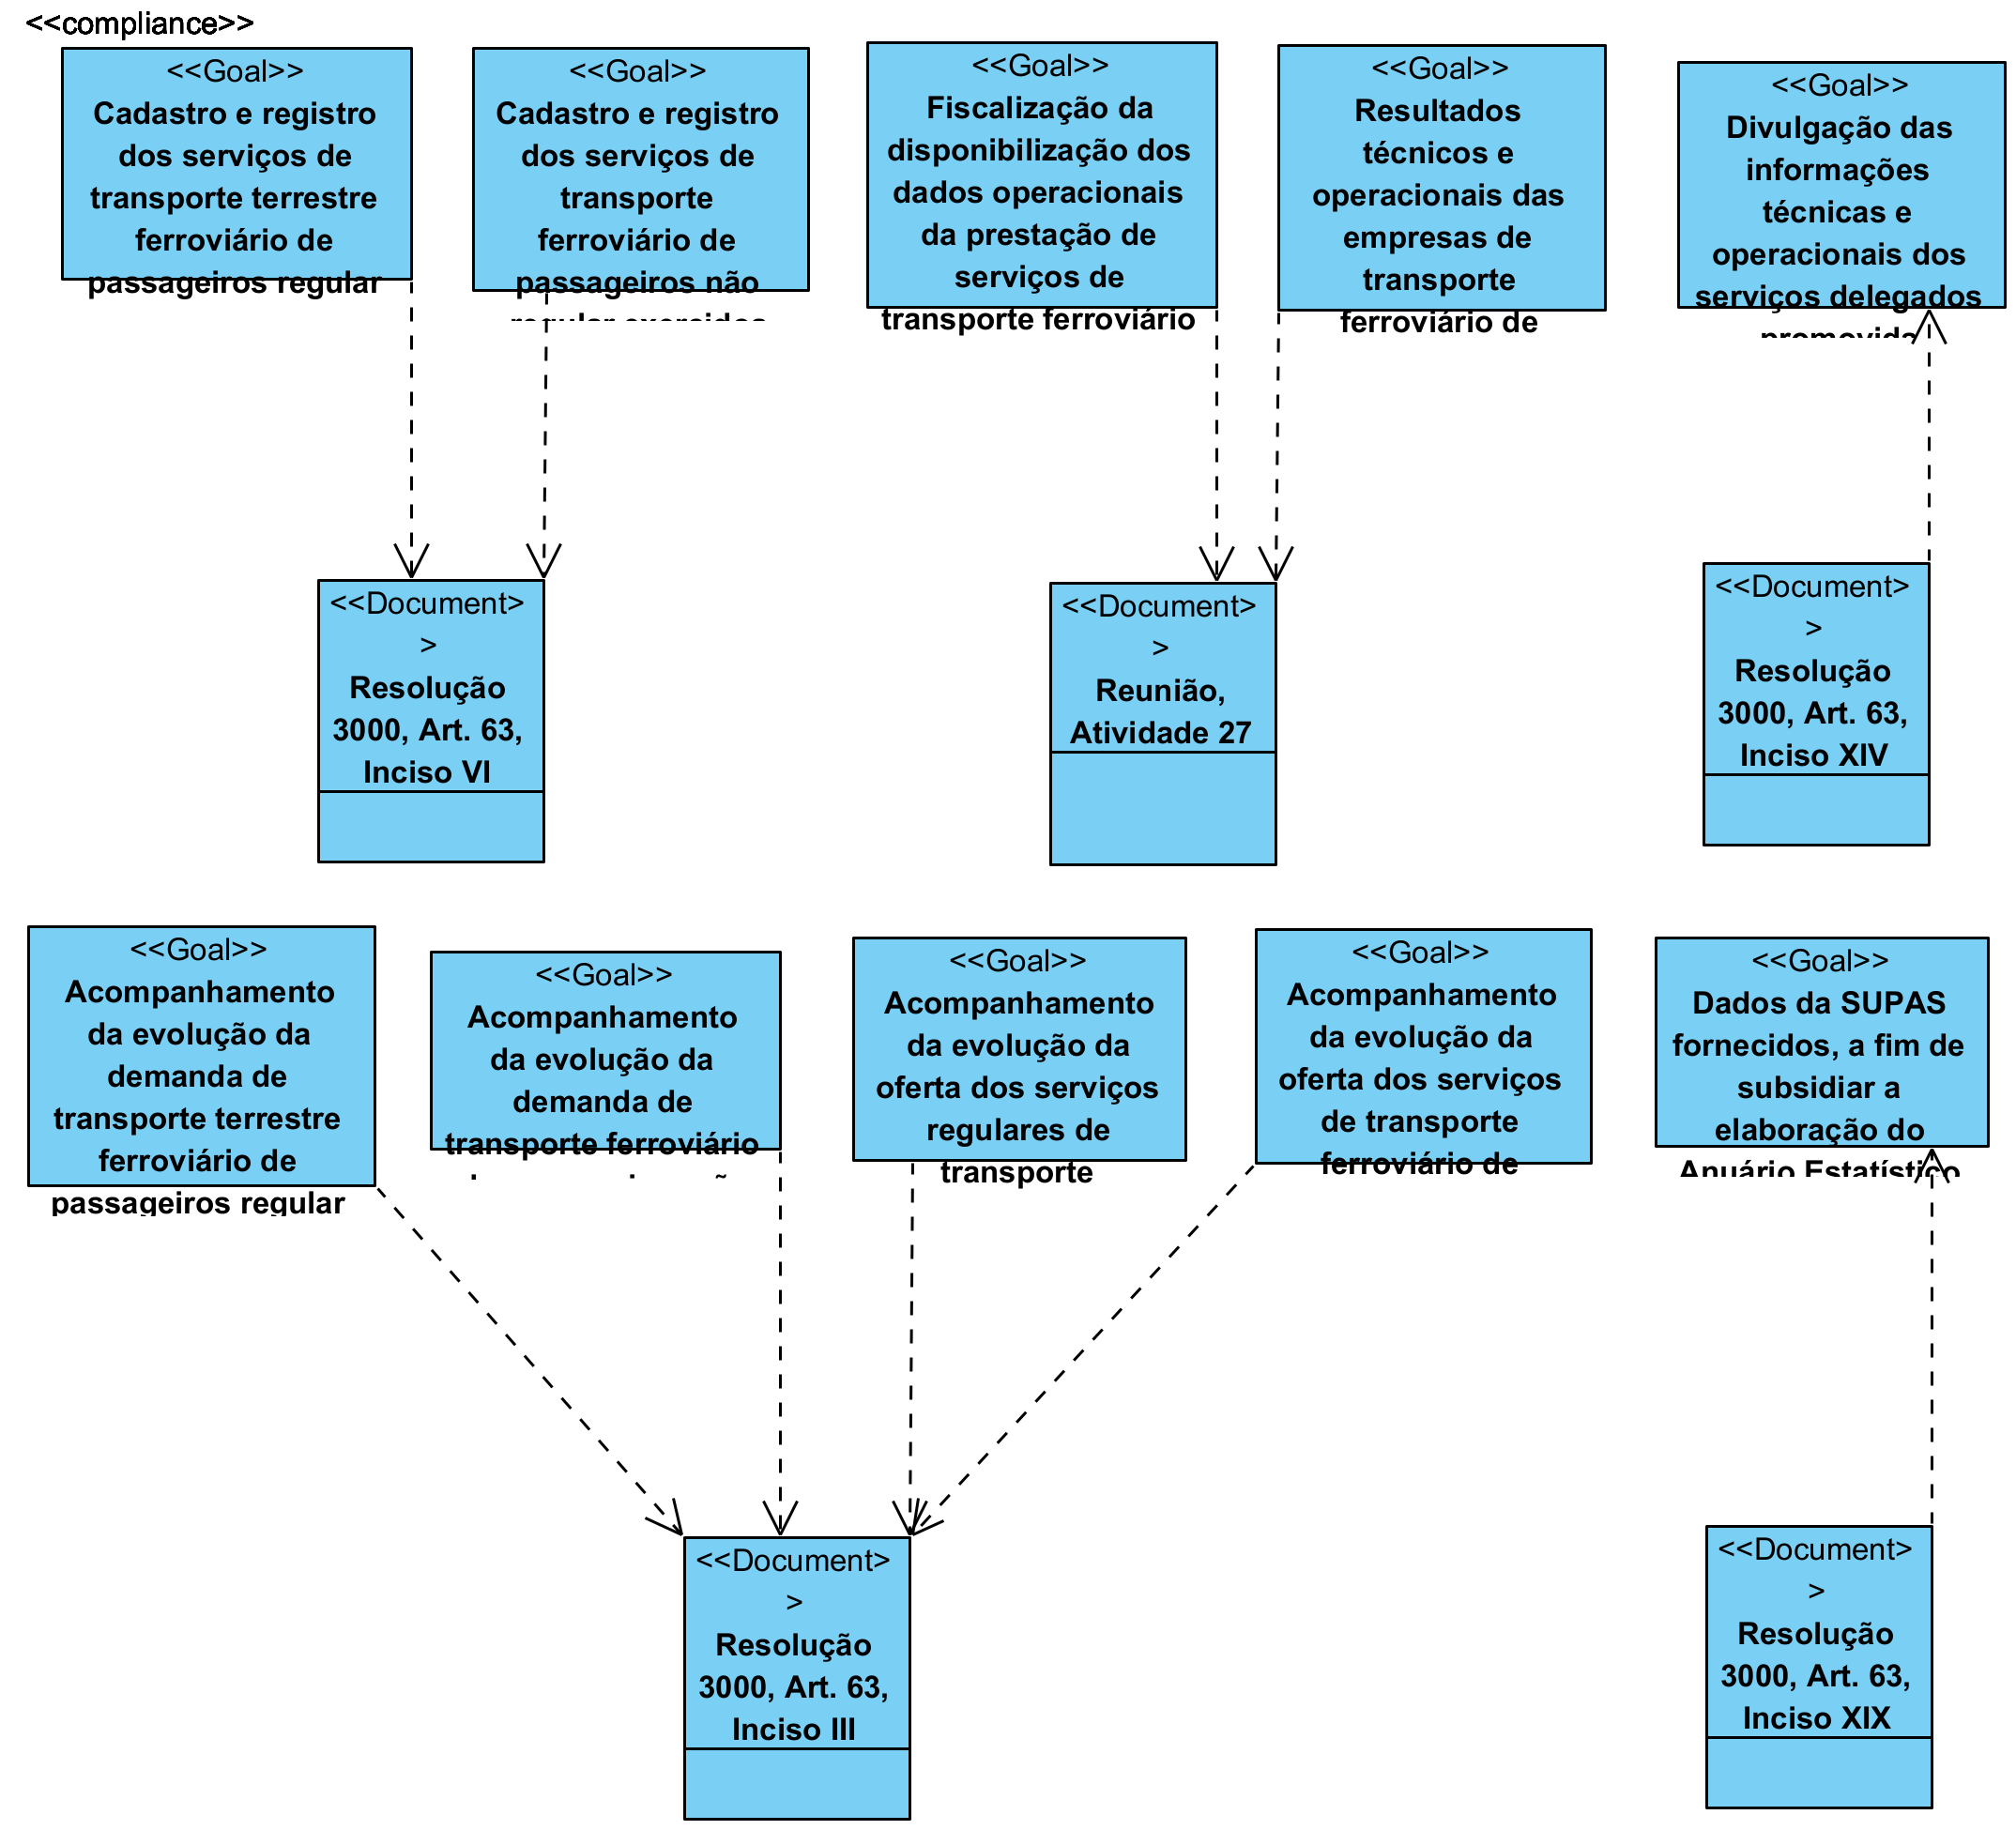 <<compliance>>
<<Goal>>
Cadastro e registro
dos serviços de
transporte terrestre
ferroviário de
passageiros regular
<<Goal>>
Cadastro e registro
dos serviços de
transporte
ferroviário de
passageiros não
<<Goal>>
Fiscalização da
disponibilização dos
dados operacionais
da prestação de
serviços de
transporte ferroviário
<<Goal>>
Resultados
técnicos e
operacionais das
empresas de
transporte
ferroviário de
<<Goal>>
Divulgação das
informações
técnicas e
operacionais dos
serviços delegados
<<Document>
>
Resolução
3000, Art. 63,
Inciso VI
<<Document>
>
Reunião,
Atividade 27
<<Document>
>
Resolução
3000, Art. 63,
Inciso XIV
<<Goal>>
Acompanhamento
da evolução da
demanda de
transporte terrestre
ferroviário de
passageiros regular
<<Goal>>
Acompanhamento
da evolução da
demanda de
transporte ferroviário
<<Goal>>
Acompanhamento
da evolução da
oferta dos serviços
regulares de
transporte
<<Goal>>
Acompanhamento
da evolução da
oferta dos serviços
de transporte
ferroviário de
<<Goal>>
Dados da SUPAS
fornecidos, a fim de
subsidiar a
elaboração do
Anuário Estatístico
<<Document>
>
Resolução
3000, Art. 63,
Inciso III
<<Document>
>
Resolução
3000, Art. 63,
Inciso XIX